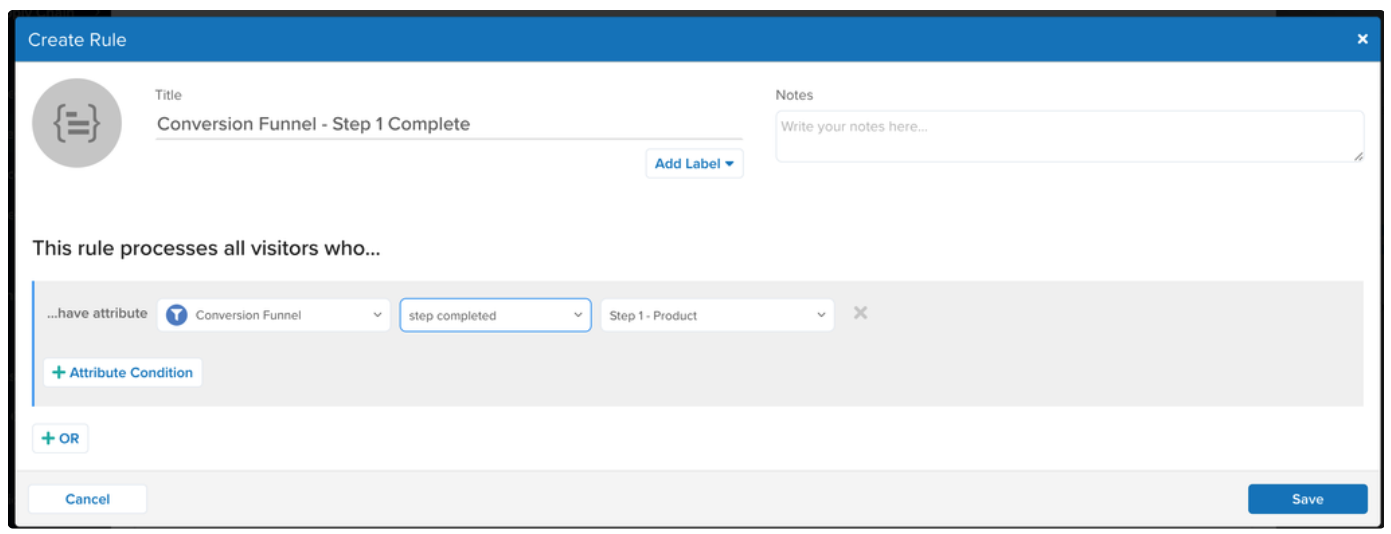 Create Rule
×
{=}
Title
Notes
Conversion Funnel - Step 1 Complete
Write your notes here...
Add Label
This rule processes all visitors who...
...have attribute Conversion Funnel step completed Step 1 - Product
+ Attribute Condition
+ OR
Cancel Save